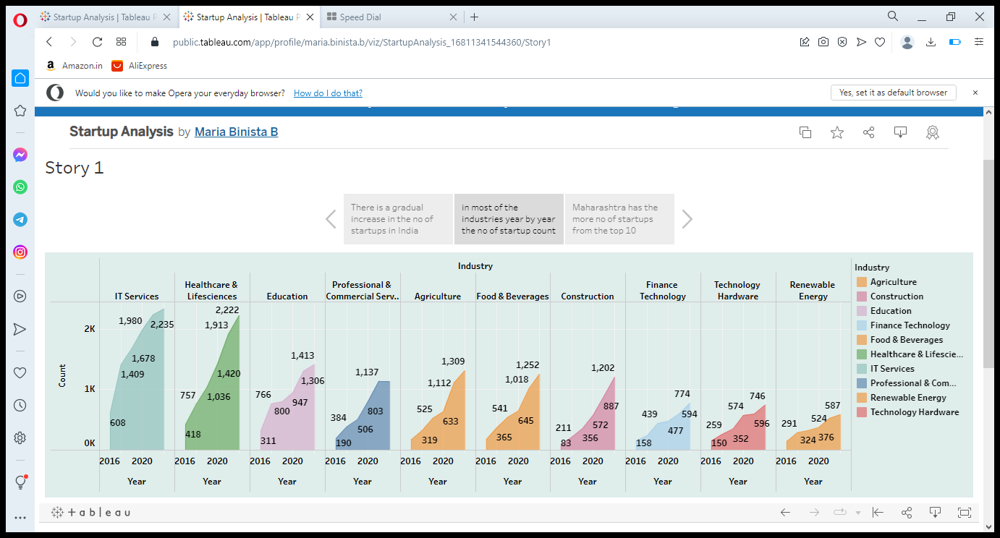 Startup Analysis | Tableau P
Startup Analysis | Tableau P
Speed Dial
public.tableau.com/app/profile/maria.binista.b/viz/StartupAnalysis_16811341544360/Story1
Amazon.in
AliExpress
Would you like to make Opera your everyday browser? How do I do that?
Yes, set it as default browser
Startup Analysis by Maria Binista B
Story 1
There is a gradual
increase in the no of
startups in India
in most of the
industries year by year
the no of startup count
Maharashtra has the
more no of startups
from the top 10
Industry
IT Services
Healthcare &
Lifesciences
Education
Professional &
Commercial Serv..
Agriculture
Food & Beverages
Construction
Finance
Technology
Technology
Hardware
Renewable
Energy
Count
2K
1K
0K
608
1,409
1,678
1,980
2,235
418
757
1,036
1,420
1,913
2,222
311
766
800
947
1,306
1,413
190
384
506
803
1,137
319
525
633
1,112
1,309
365
541
645
1,018
1,252
83
211
356
572
887
1,202
158
439
477
594
774
150
259
352
574
596
746
291
324
376
524
587
2016 2020 2016 2020 2016 2020 2016 2020 2016 2020 2016 2020 2016 2020 2016 2020 2016 2020 2016 2020
Year Year Year Year Year Year Year Year Year Year
Industry
Agriculture
Construction
Education
Finance Technology
Food & Beverages
Healthcare & Lifescie...
IT Services
Professional & Com...
Renewable Energy
Technology Hardware
+ a b l e a u